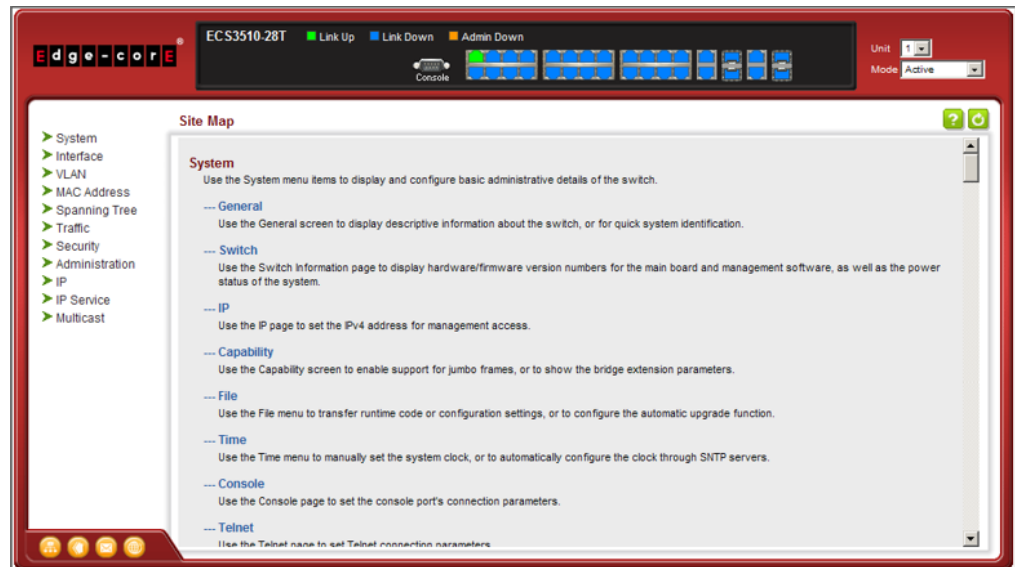 Edge-corE®
ECS3510-28T
Link Up
Link Down
Admin Down
Console
Unit 1
Mode Active
System
Interface
VLAN
MAC Address
Spanning Tree
Traffic
Security
Administration
IP
IP Service
Multicast
Site Map
?
System
Use the System menu items to display and configure basic administrative details of the switch.
--- General
Use the General screen to display descriptive information about the switch, or for quick system identification.
--- Switch
Use the Switch Information page to display hardware/firmware version numbers for the main board and management software, as well as the power
status of the system.
--- IP
Use the IP page to set the IPv4 address for management access.
--- Capability
Use the Capability screen to enable support for jumbo frames, or to show the bridge extension parameters.
--- File
Use the File menu to transfer runtime code or configuration settings, or to configure the automatic upgrade function.
--- Time
Use the Time menu to manually set the system clock, or to automatically configure the clock through SNTP servers.
--- Console
Use the Console page to set the console port's connection parameters.
--- Telnet
Use the Telnet page to set Telnet connection parameters.